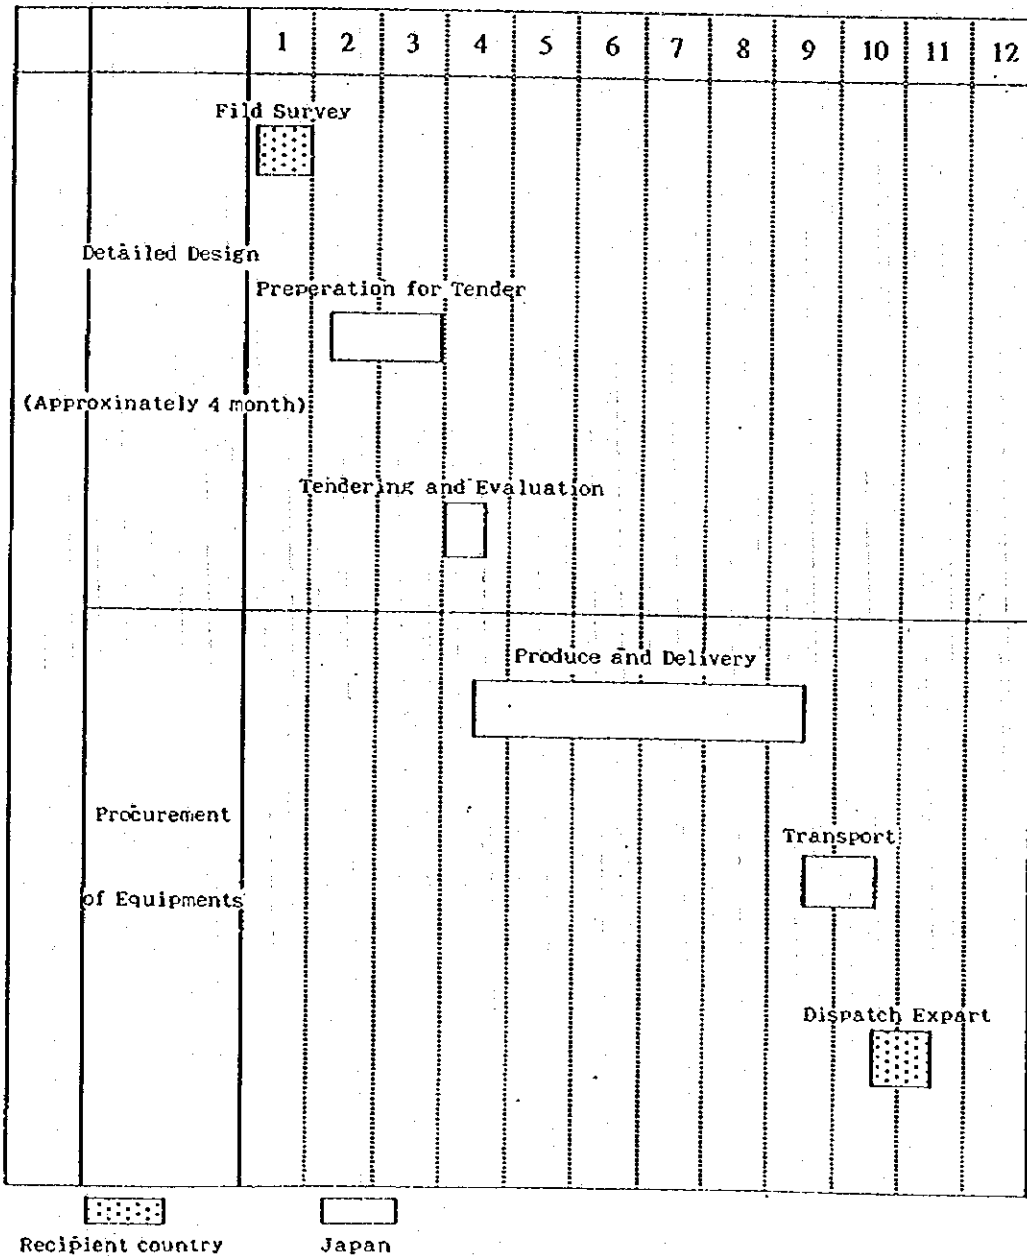 1 2 3 4 5 6 7 8 9 10 11 12
Fild Survey
Detailed Design
Preperation for Tender
(Approxinately 4 month)
Tendering and Evaluation
Produce and Delivery
Procurement
Transport
of Equipments
Dispatch Expart
Recipient country
Japan